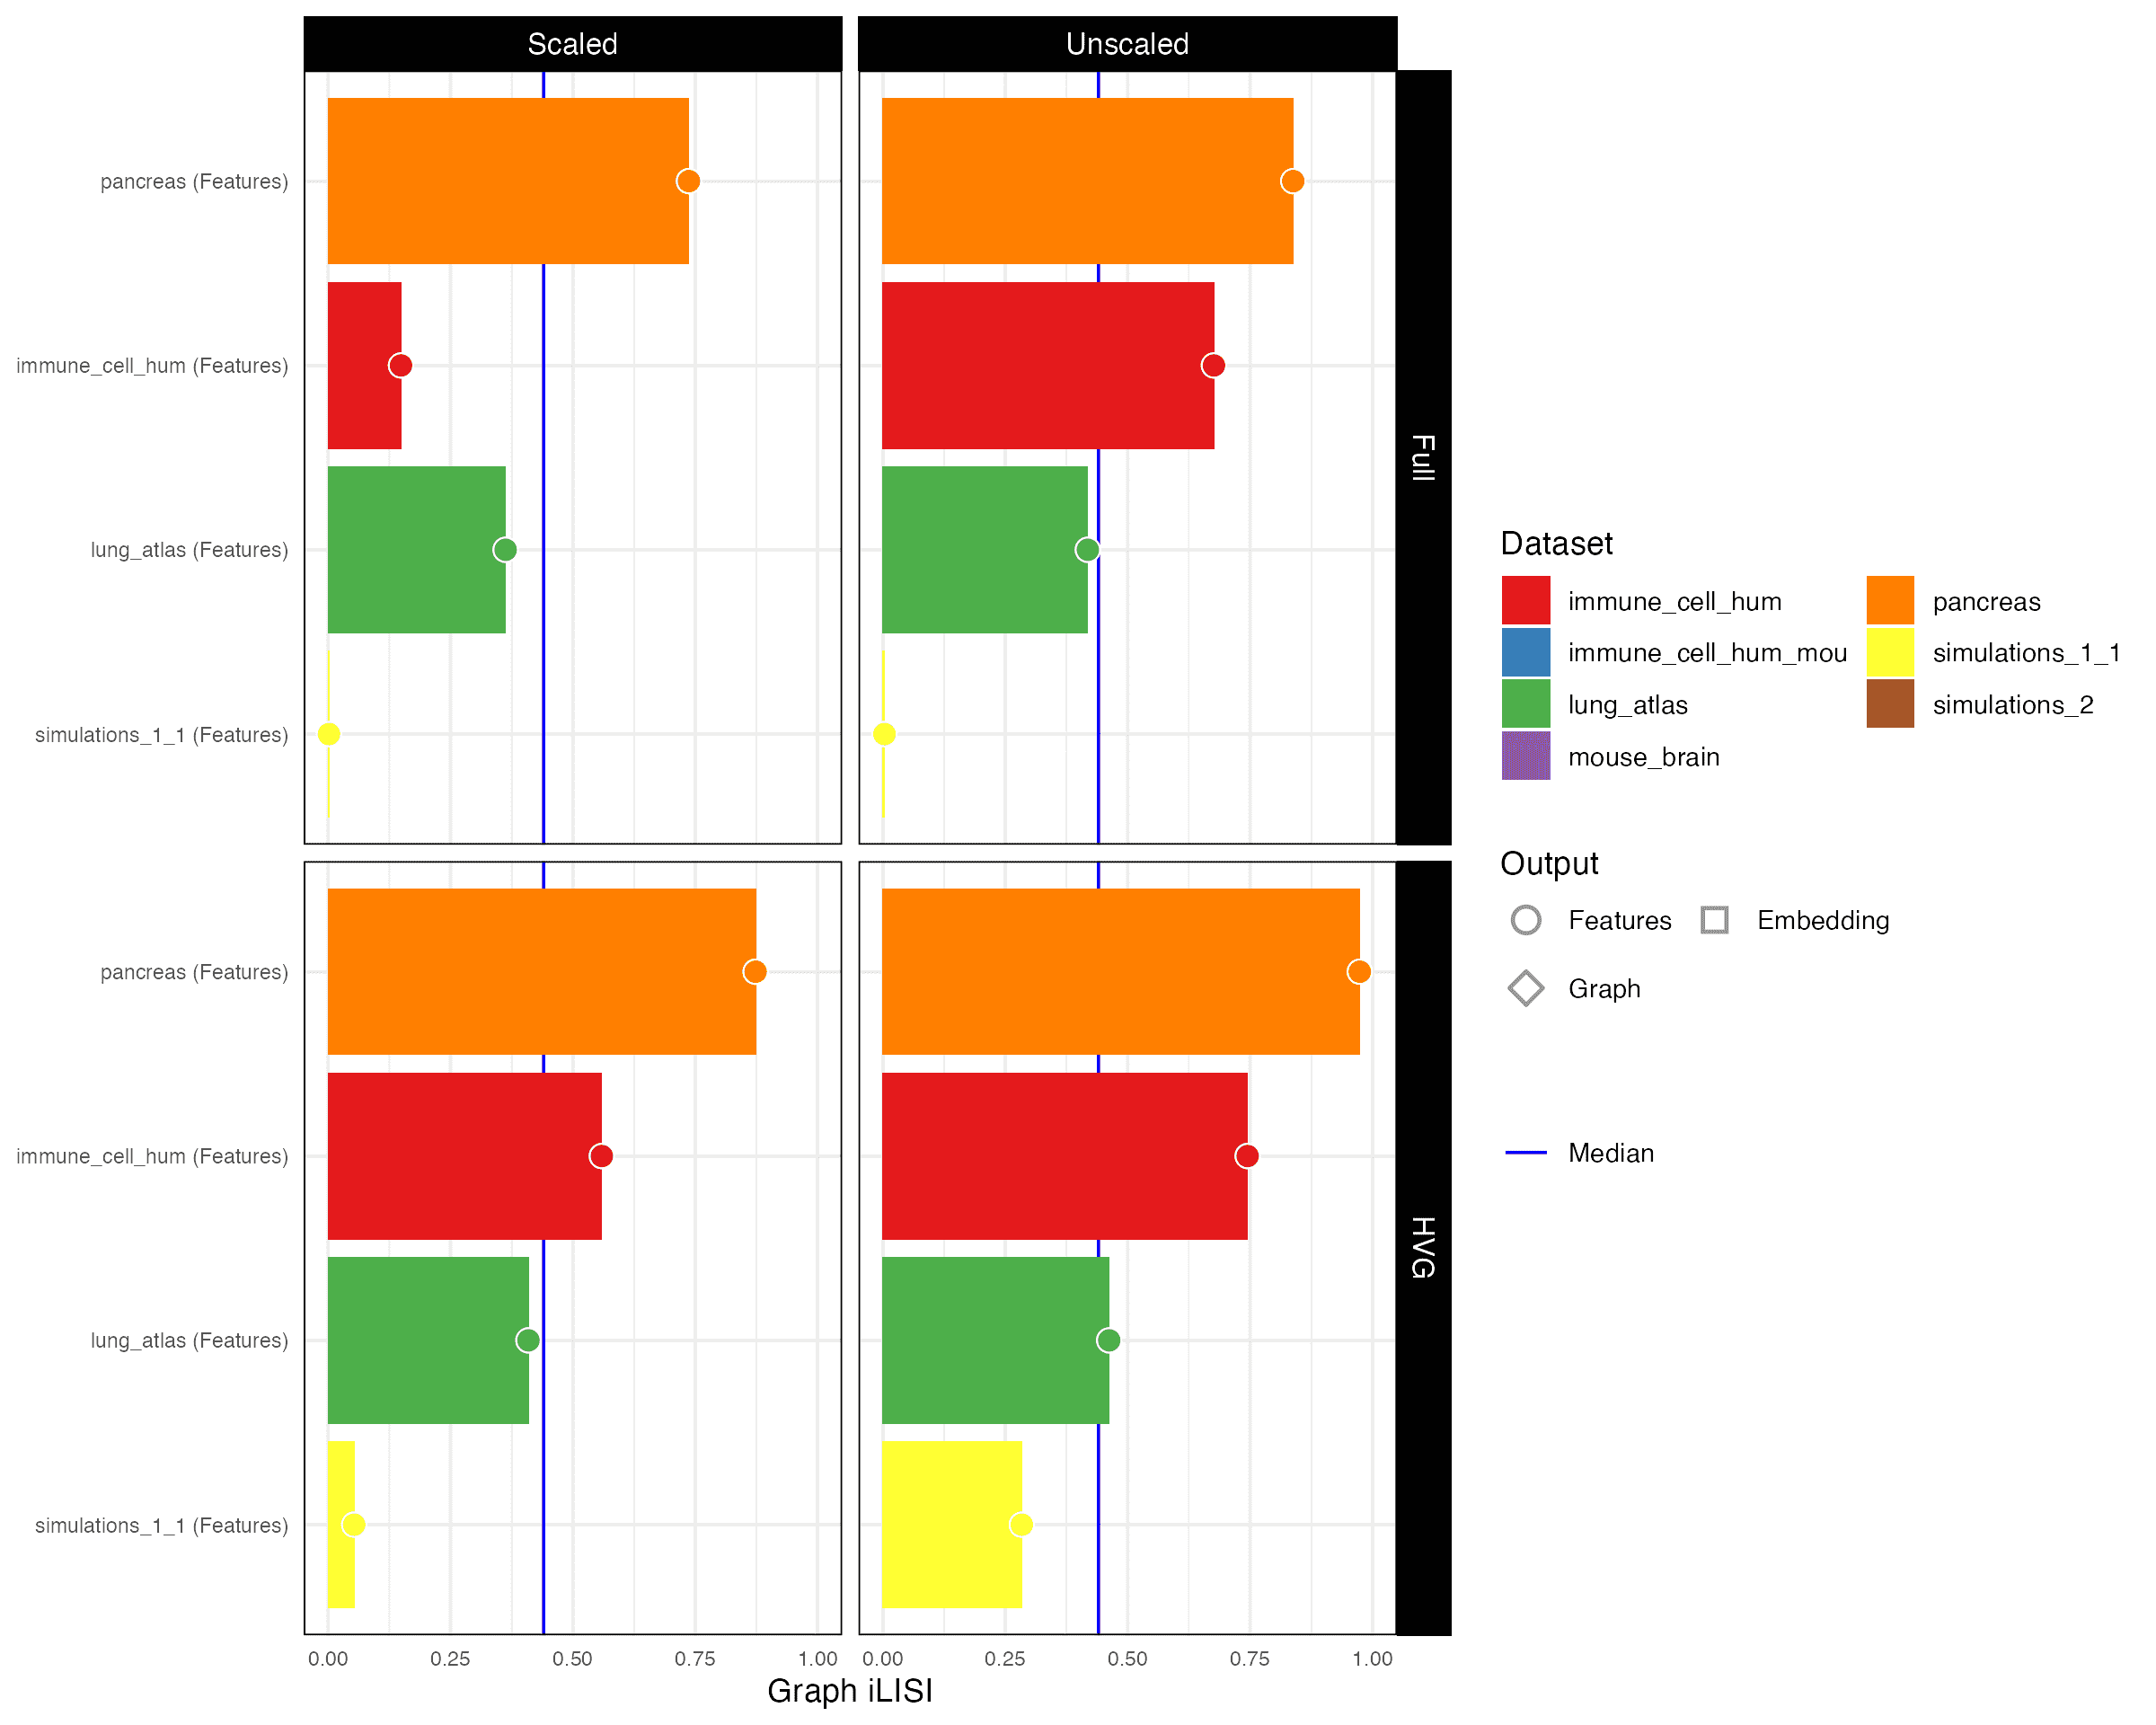 Scaled
Unscaled
pancreas (Features)
immune_cell_hum (Features)
lung_atlas (Features)
simulations_1_1 (Features)
Full
pancreas (Features)
immune_cell_hum (Features)
lung_atlas (Features)
simulations_1_1 (Features)
HVG
0.00 0.25 0.50 0.75 1.00
0.00 0.25 0.50 0.75 1.00
Graph iLISI
Dataset
immune_cell_hum
immune_cell_hum_mou
lung_atlas
mouse_brain
pancreas
simulations_1_1
simulations_2
Output
Features
Embedding
Graph
Median